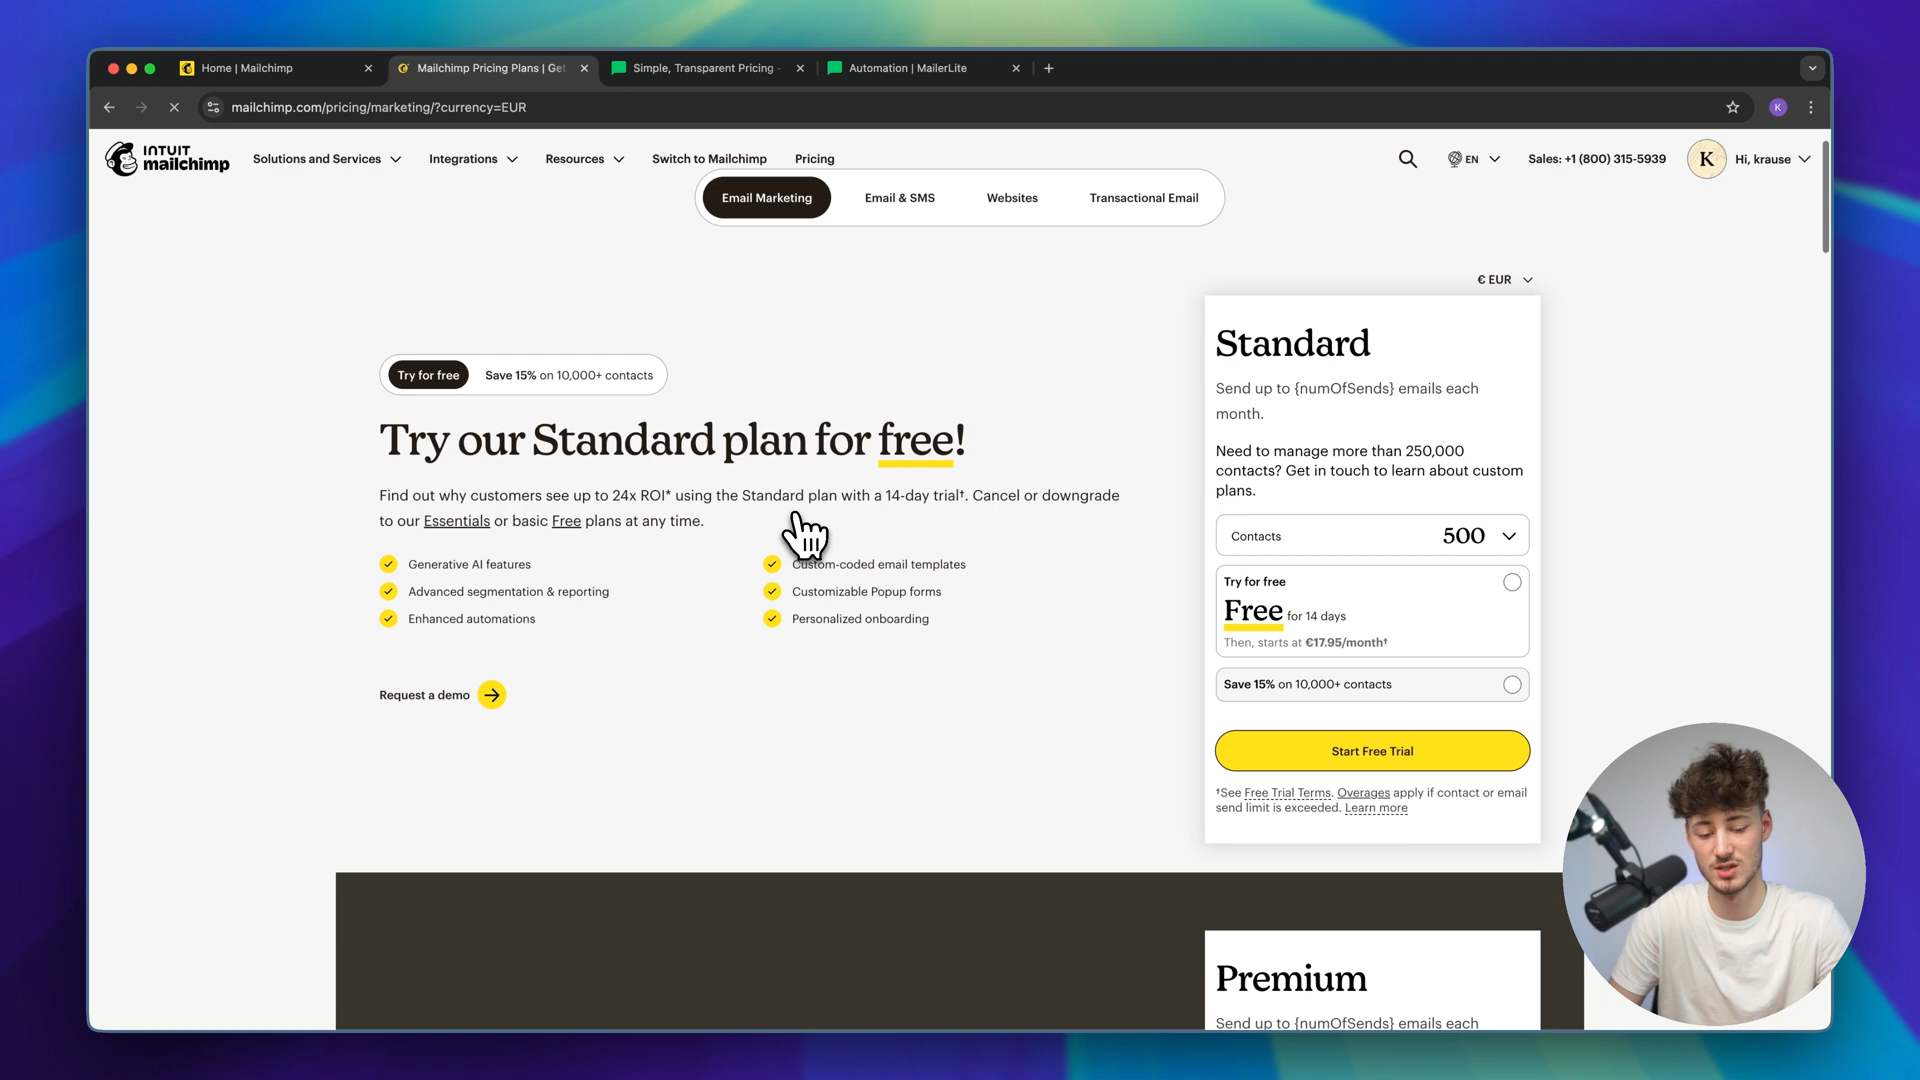 Home | Mailchimp
Mailchimp Pricing Plans | Get
Simple, Transparent Pricing -
Automation | MailerLite
mailchimp.com/pricing/marketing/?currency=EUR
K
INTUIT
mailchimp
Solutions and Services
Integrations
Resources
Switch to Mailchimp
Pricing
EN
Sales: +1 (800) 315-5939
K
Hi, krause
Email Marketing
Email & SMS
Websites
Transactional Email
€ EUR
Try for free
Save 15% on 10,000+ contacts
Try our Standard plan for free!
Find out why customers see up to 24x ROI* using the Standard plan with a 14-day trial†. Cancel or downgrade
to our Essentials or basic Free plans at any time.
Generative AI features
Advanced segmentation & reporting
Enhanced automations
Custom-coded email templates
Customizable Popup forms
Personalized onboarding
Request a demo
Standard
Send up to {numOfSends} emails each
month.
Need to manage more than 250,000
contacts? Get in touch to learn about custom
plans.
Contacts
500
Try for free
Free for 14 days
Then, starts at €17.95/month†
Save 15% on 10,000+ contacts
Start Free Trial
†See Free Trial Terms. Overages apply if contact or email
send limit is exceeded. Learn more
Premium
Send up to {numOfSends} emails each